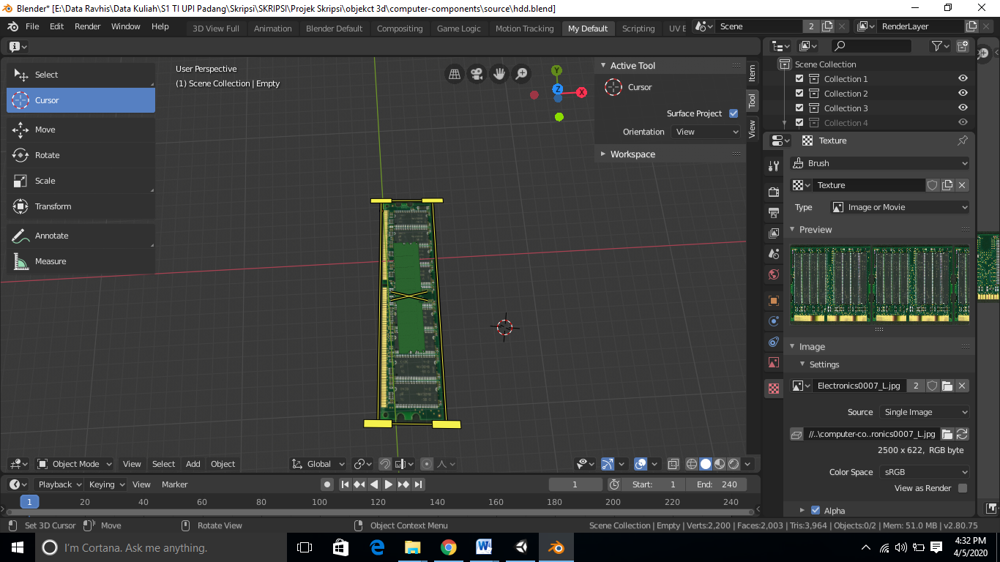 Blender* [E:\Data Ravhis\Data Kuliah\S1 TI UPI Padang\Skripsi\SKRIPSI\Projek Skripsi\objekct 3d\computer-components\source\hdd.blend]
File Edit Render Window Help
3D View Full Animation Blender Default Compositing Game Logic Motion Tracking My Default Scripting UV E
Scene 2
RenderLayer
Select
Cursor
Move
Rotate
Scale
Transform
Annotate
Measure
User Perspective
(1) Scene Collection | Empty
Y
Z
X
Active Tool
Cursor
Surface Project
Orientation View
Workspace
Item
Tool
View
Scene Collection
Collection 1
Collection 2
Collection 3
Collection 4
Texture
Brush
Texture
Type Image or Movie
Preview
Image
Settings
Electronics0007_L.jpg 2
Source Single Image
//..\computer-co..ronics0007_L.jpg
2500 x 622, RGB byte
Color Space sRGB
View as Render
Alpha
Object Mode View Select Add Object
Global
Playback Keying View Marker
1
Start: 1
End: 240
1 20 40 60 80 100 120 140 160 180 200 220 240
Set 3D Cursor Move Rotate View Object Context Menu
Scene Collection | Empty | Verts:2,200 | Faces:2,003 | Tris:3,964 | Objects:0/2 | Mem: 51.0 MB | v2.80.75
I'm Cortana. Ask me anything.
4:32 PM
4/5/2020